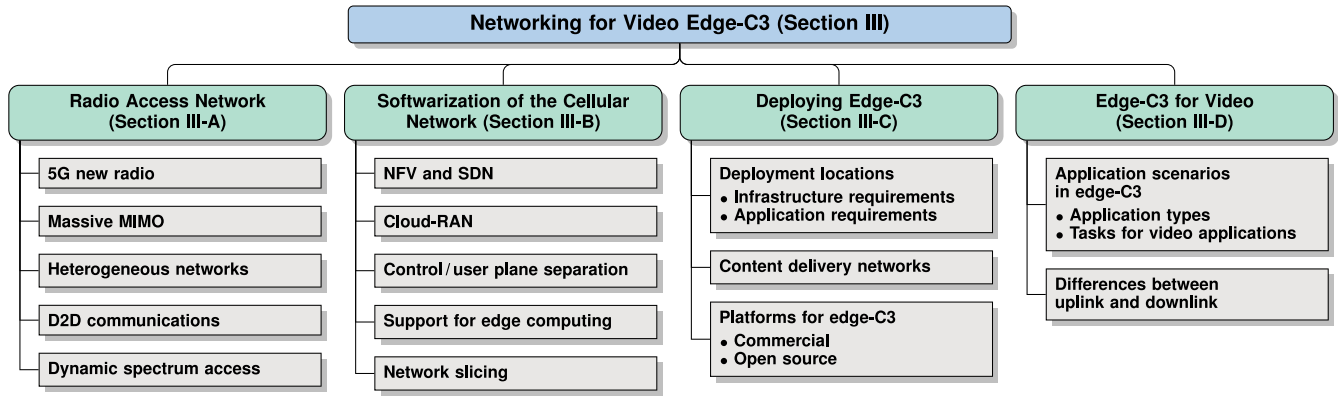 Networking for Video Edge-C3 (Section III)
Radio Access Network
(Section III-A)
5G new radio
Massive MIMO
Heterogeneous networks
D2D communications
Dynamic spectrum access
Softwarization of the Cellular
Network (Section III-B)
NFV and SDN
Cloud-RAN
Control / user plane separation
Support for edge computing
Network slicing
Deploying Edge-C3
(Section III-C)
Deployment locations
• Infrastructure requirements
• Application requirements
Content delivery networks
Platforms for edge-C3
• Commercial
• Open source
Edge-C3 for Video
(Section III-D)
Application scenarios
in edge-C3
• Application types
• Tasks for video applications
Differences between
uplink and downlink